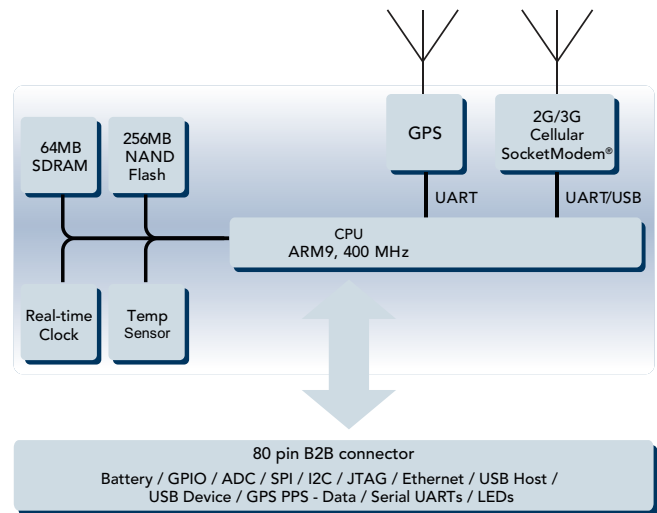 64MB
SDRAM
256MB
NAND
Flash
GPS
2G/3G
Cellular
SocketModem®
UART
UART/USB
CPU
ARM9, 400 MHz
Real-time
Clock
Temp
Sensor
80 pin B2B connector
Battery / GPIO / ADC / SPI / I2C / JTAG / Ethernet / USB Host /
USB Device / GPS PPS - Data / Serial UARTs / LEDs